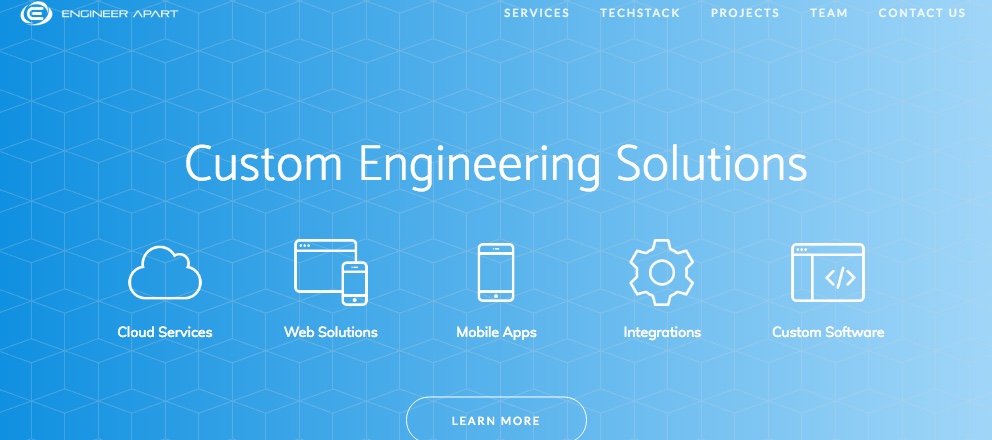 ENGINEER APART
SERVICES TECHSTACK PROJECTS TEAM CONTACT US
Custom Engineering Solutions
</>
Cloud Services Web Solutions Mobile Apps Integrations Custom Software
LEARN MORE